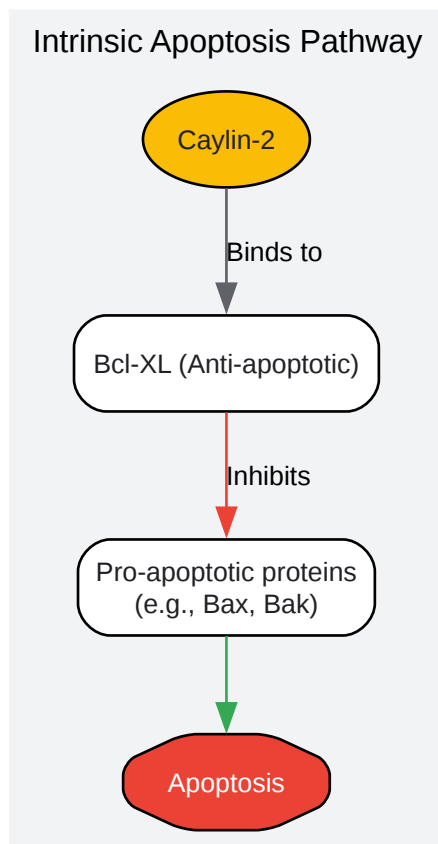 Intrinsic Apoptosis Pathway
Caylin-2
Binds to
Bcl-XL (Anti-apoptotic)
Inhibits
Pro-apoptotic proteins
(e.g., Bax, Bak)
Apoptosis